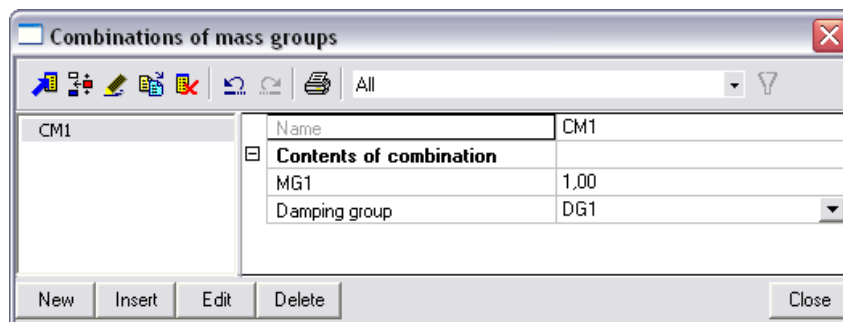 Combinations of mass groups
All
CM1
Name CM1
Contents of combination
MG1 1,00
Damping group DG1
New Insert Edit Delete Close